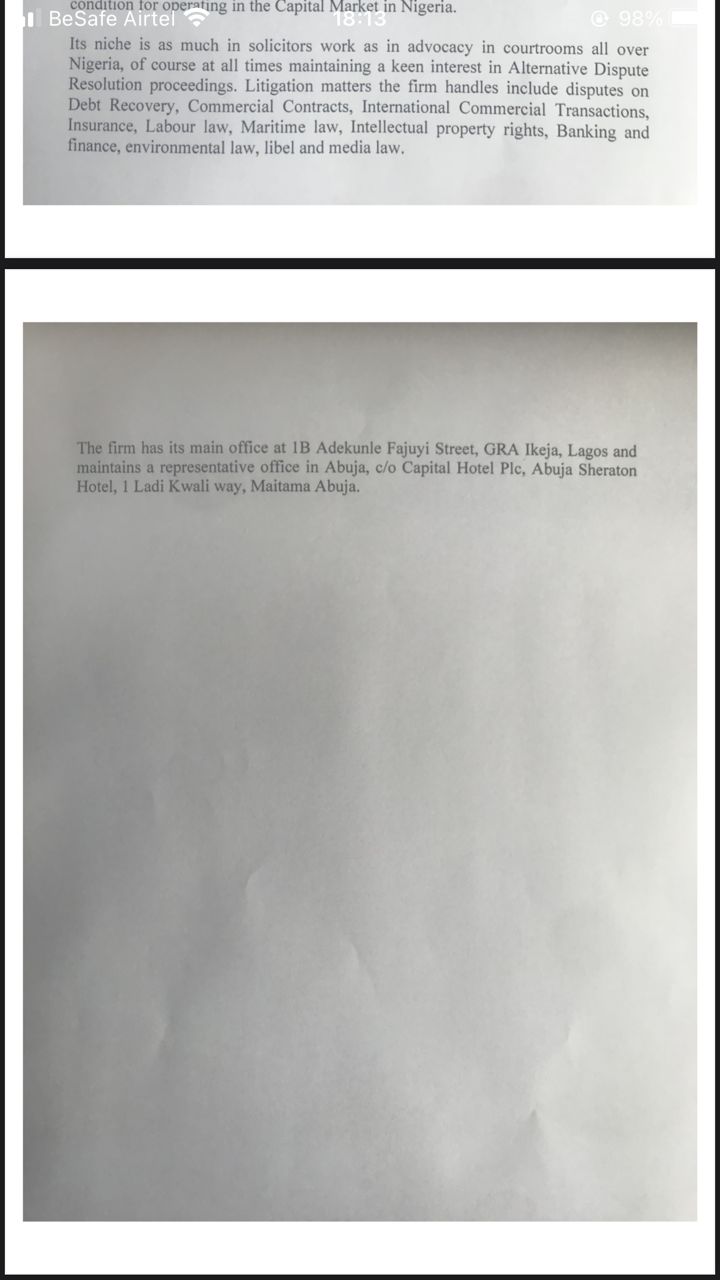 condition for operating in the Capital Market in Nigeria.
BeSafe Airtel 18:13 98%
Its niche is as much in solicitors work as in advocacy in courtrooms all over
Nigeria, of course at all times maintaining a keen interest in Alternative Dispute
Resolution proceedings. Litigation matters the firm handles include disputes on
Debt Recovery, Commercial Contracts, International Commercial Transactions,
Insurance, Labour law, Maritime law, Intellectual property rights, Banking and
finance, environmental law, libel and media law.
The firm has its main office at 1B Adekunle Fajuyi Street, GRA Ikeja, Lagos and
maintains a representative office in Abuja, c/o Capital Hotel Plc, Abuja Sheraton
Hotel, 1 Ladi Kwali way, Maitama Abuja.